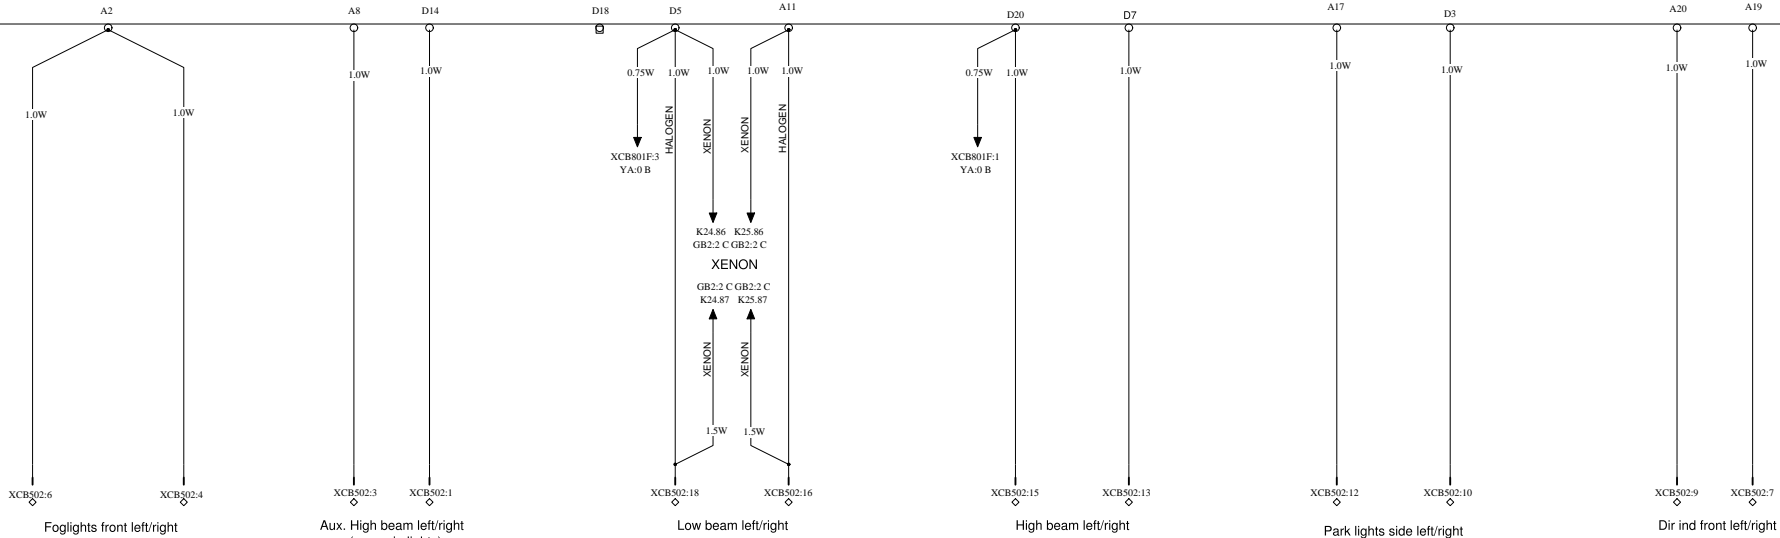 A2
A8
D14
D18
D5
A11
D20
D7
A17
D3
A20
A19
1.0W
1.0W
1.0W
1.0W
0.75W
1.0W
1.0W
1.0W
1.0W
0.75W
1.0W
1.0W
1.0W
1.0W
1.0W
1.0W
HALOGEN
XENON
XENON
HALOGEN
XCB801F:3
YA:0 B
XCB801F:1
YA:0 B
K24.86
GB2:2 C
K25.86
GB2:2 C
XENON
GB2:2 C
K24.87
GB2:2 C
K25.87
XENON
XENON
1.5W
1.5W
XCB502:6
XCB502:4
XCB502:3
XCB502:1
XCB502:18
XCB502:16
XCB502:15
XCB502:13
XCB502:12
XCB502:10
XCB502:9
XCB502:7
Foglights front left/right
Aux. High beam left/right
Low beam left/right
High beam left/right
Park lights side left/right
Dir ind front left/right